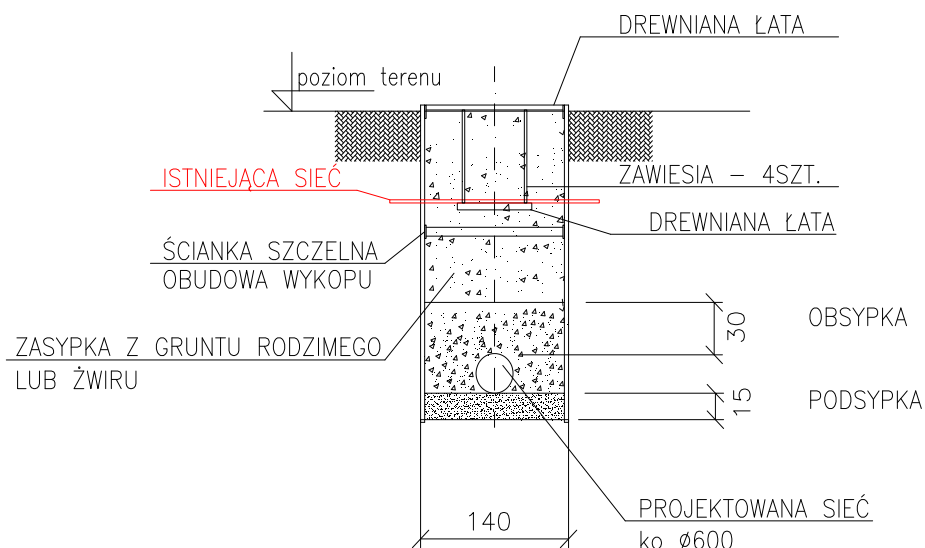 DREWNIANA ŁATA
poziom terenu
ISTNIEJĄCA SIEĆ
ZAWIESIA – 4SZT.
DREWNIANA ŁATA
ŚCIANKA SZCZELNA
OBUDOWA WYKOPU
30
OBSYPKA
ZASYPKA Z GRUNTU RODZIMEGO
LUB ŻWIRU
15
PODSYPKA
140
PROJEKTOWANA SIEĆ
ko Ø600